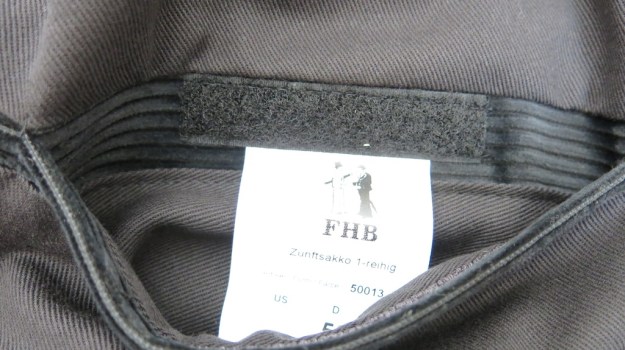 FHB
Zunftsakko 1-reihig
50013
US D